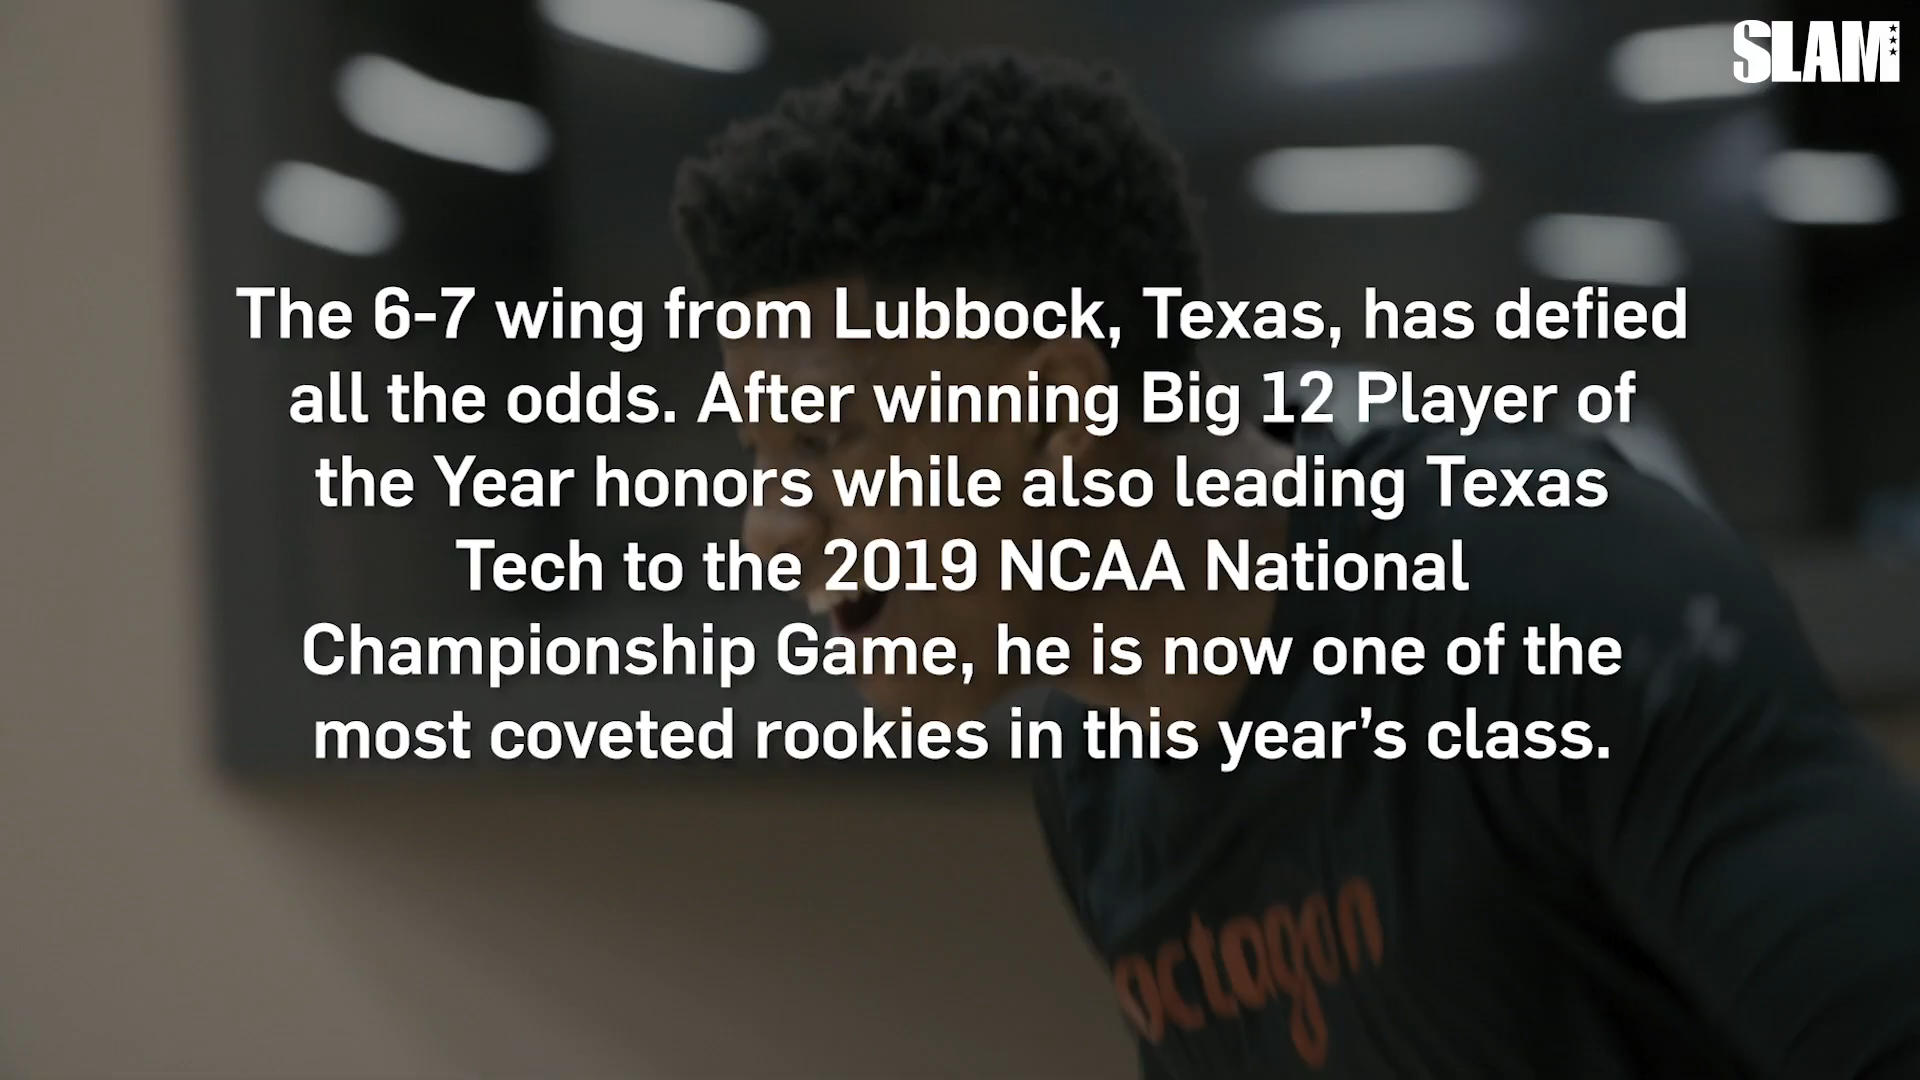 SLAM
The 6-7 wing from Lubbock, Texas, has defied
all the odds. After winning Big 12 Player of
the Year honors while also leading Texas
Tech to the 2019 NCAA National
Championship Game, he is now one of the
most coveted rookies in this year's class.
octagon